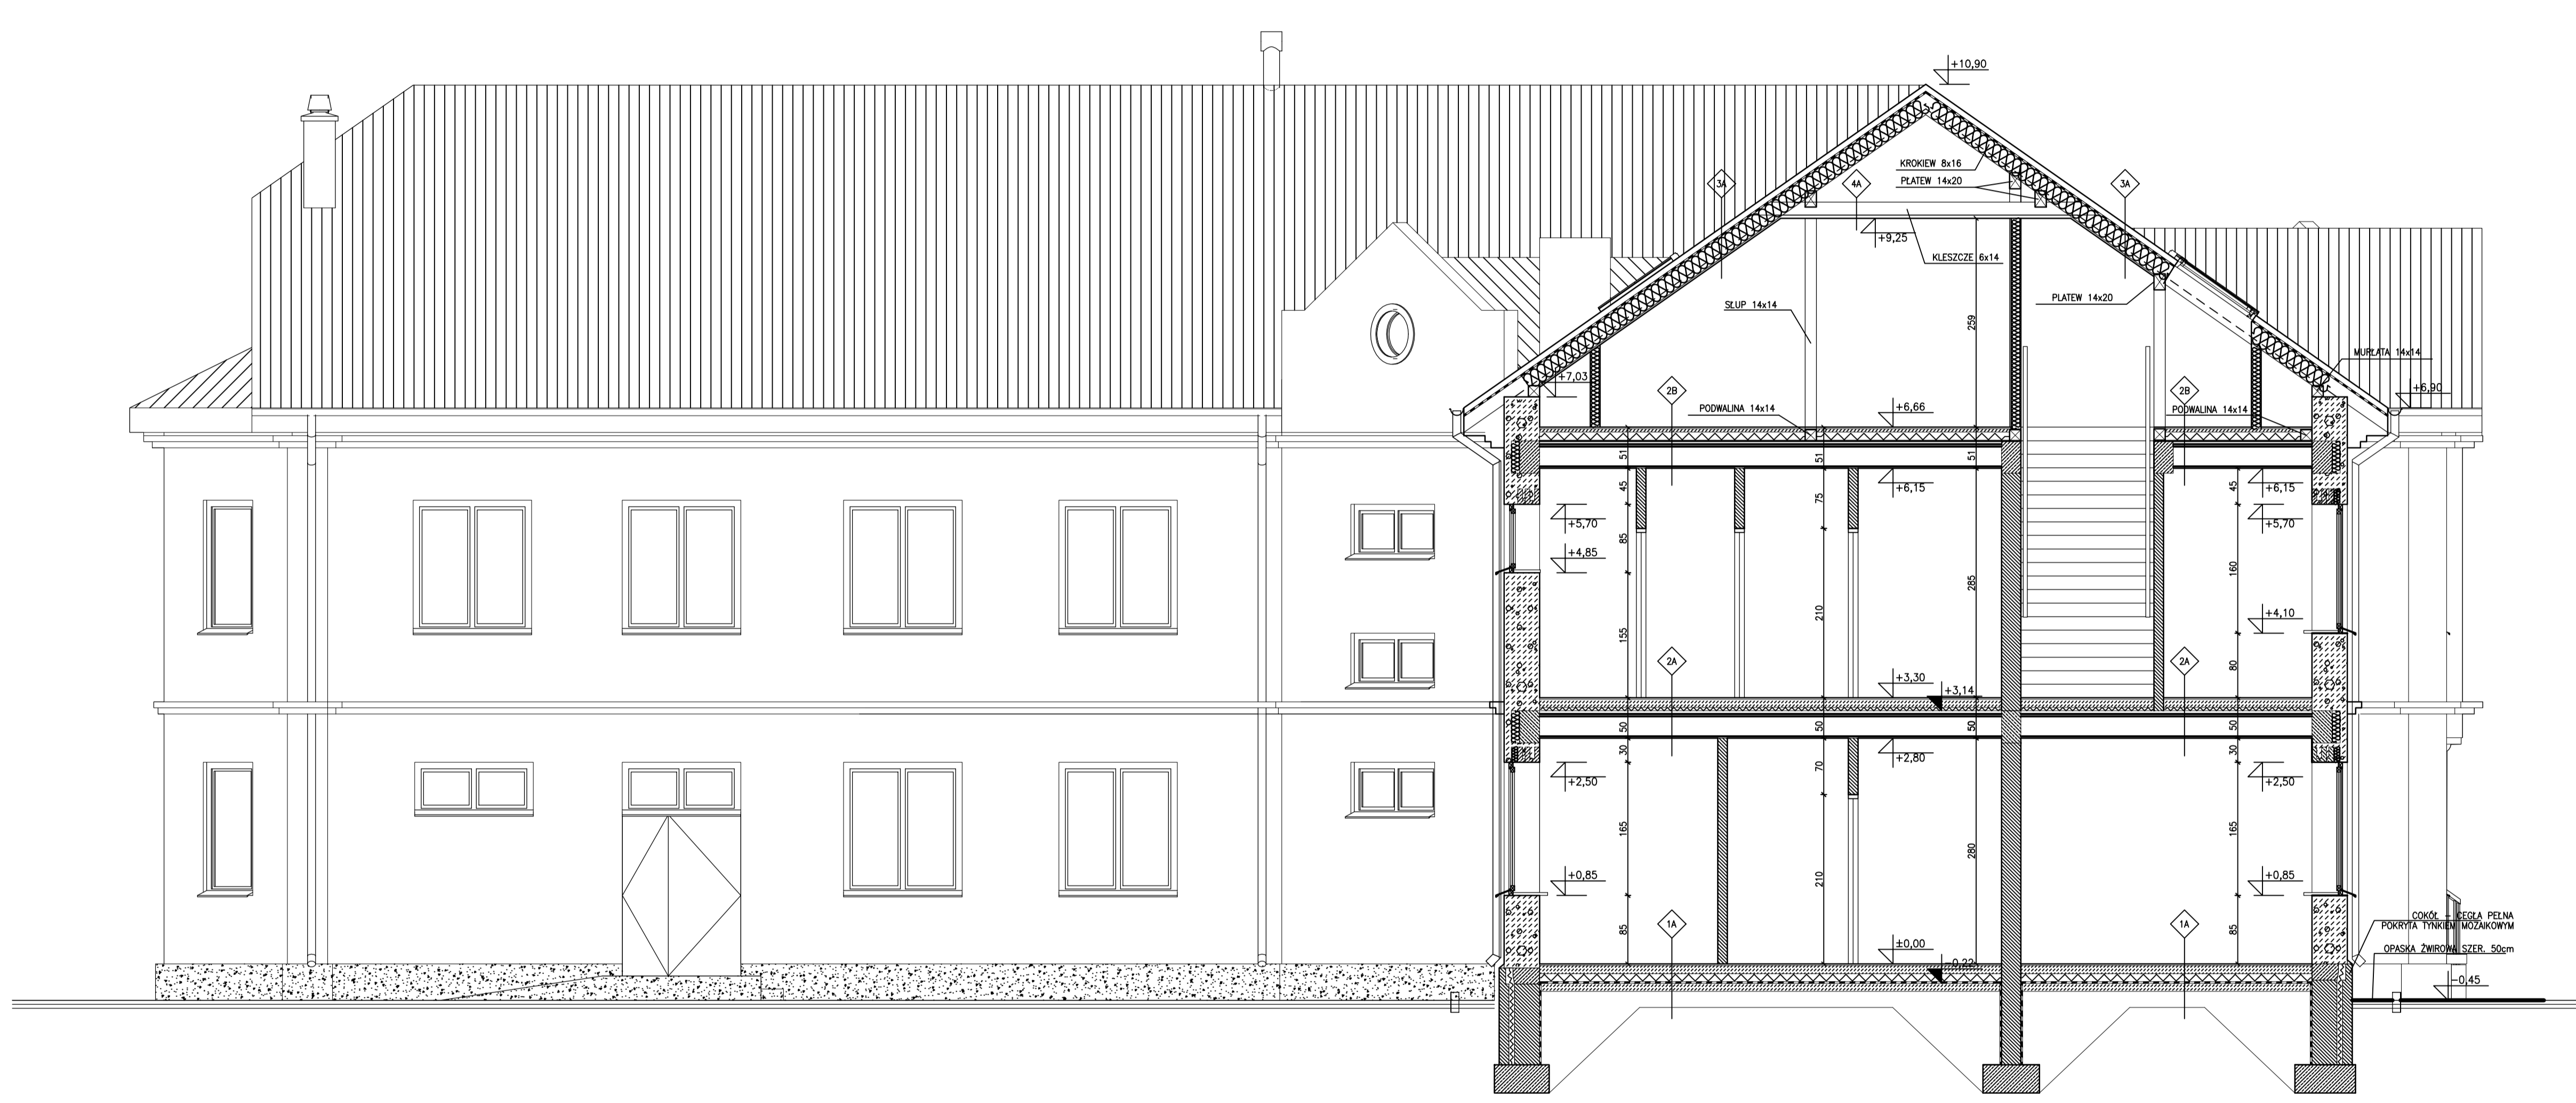 +10,90
KROKIEW 8x16
PŁATEW 14x20
3A
4A
3A
+9,25
KLESZCZE 6x14
SŁUP 14x14
259
PLATEW 14x20
MURŁATA 14x14
+7,03
2B
2B
+6,90
PODWALINA 14x14
+6,66
PODWALINA 14x14
51
51
51
45
75
+6,15
45
+6,15
+5,70
+5,70
85
+4,85
285
160
210
+4,10
155
2A
2A
80
+3,30
+3,14
50
50
50
50
30
30
70
+2,80
+2,50
+2,50
165
165
280
+0,85
210
+0,85
1A
1A
COKÓŁ - CEGŁA PEŁNA
POKRYTA TYNKIEM MOZAIKOWYM
85
85
±0,00
OPASKA ŻWIROWA SZER. 50cm
-0,22
-0,45